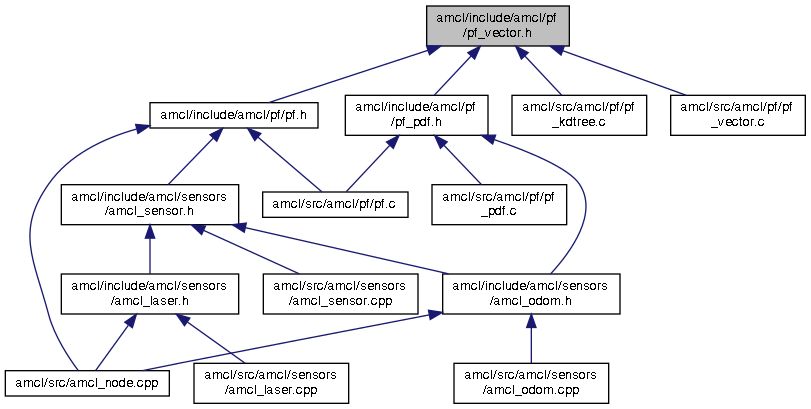 amcl/include/amcl/pf
/pf_vector.h
amcl/include/amcl/pf/pf.h
amcl/include/amcl/pf
/pf_pdf.h
amcl/src/amcl/pf/pf
_kdtree.c
amcl/src/amcl/pf/pf
_vector.c
amcl/include/amcl/sensors
/amcl_sensor.h
amcl/src/amcl/pf/pf.c
amcl/src/amcl/pf/pf
_pdf.c
amcl/include/amcl/sensors
/amcl_laser.h
amcl/src/amcl/sensors
/amcl_sensor.cpp
amcl/include/amcl/sensors
/amcl_odom.h
amcl/src/amcl_node.cpp
amcl/src/amcl/sensors
/amcl_laser.cpp
amcl/src/amcl/sensors
/amcl_odom.cpp